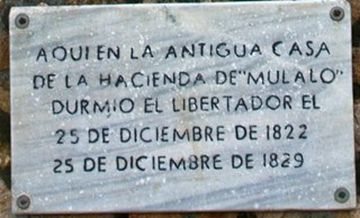 AQUI EN LA ANTIGUA CASA
DE LA HACIENDA DE "MULALO"
DURMIO EL LIBERTADOR EL
25 DE DICIEMBRE DE 1822
25 DE DICIEMBRE DE 1829